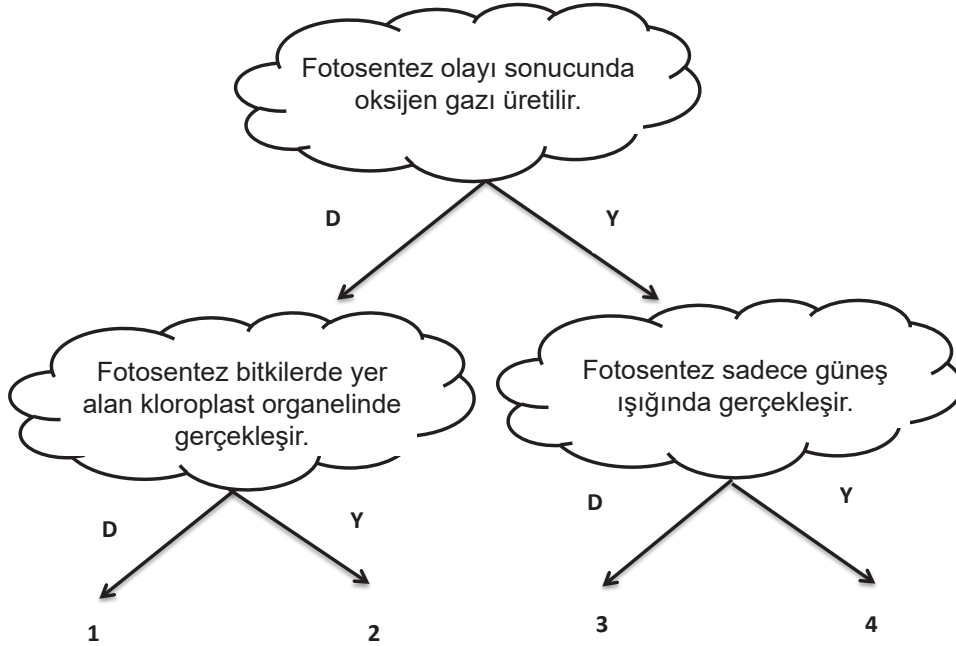 Fotosentez olayı sonucunda
oksijen gazı üretilir.
D
Y
Fotosentez bitkilerde yer
alan kloroplast organelinde
gerçekleşir.
Fotosentez sadece güneş
ışığında gerçekleşir.
D
Y
D
Y
1
2
3
4